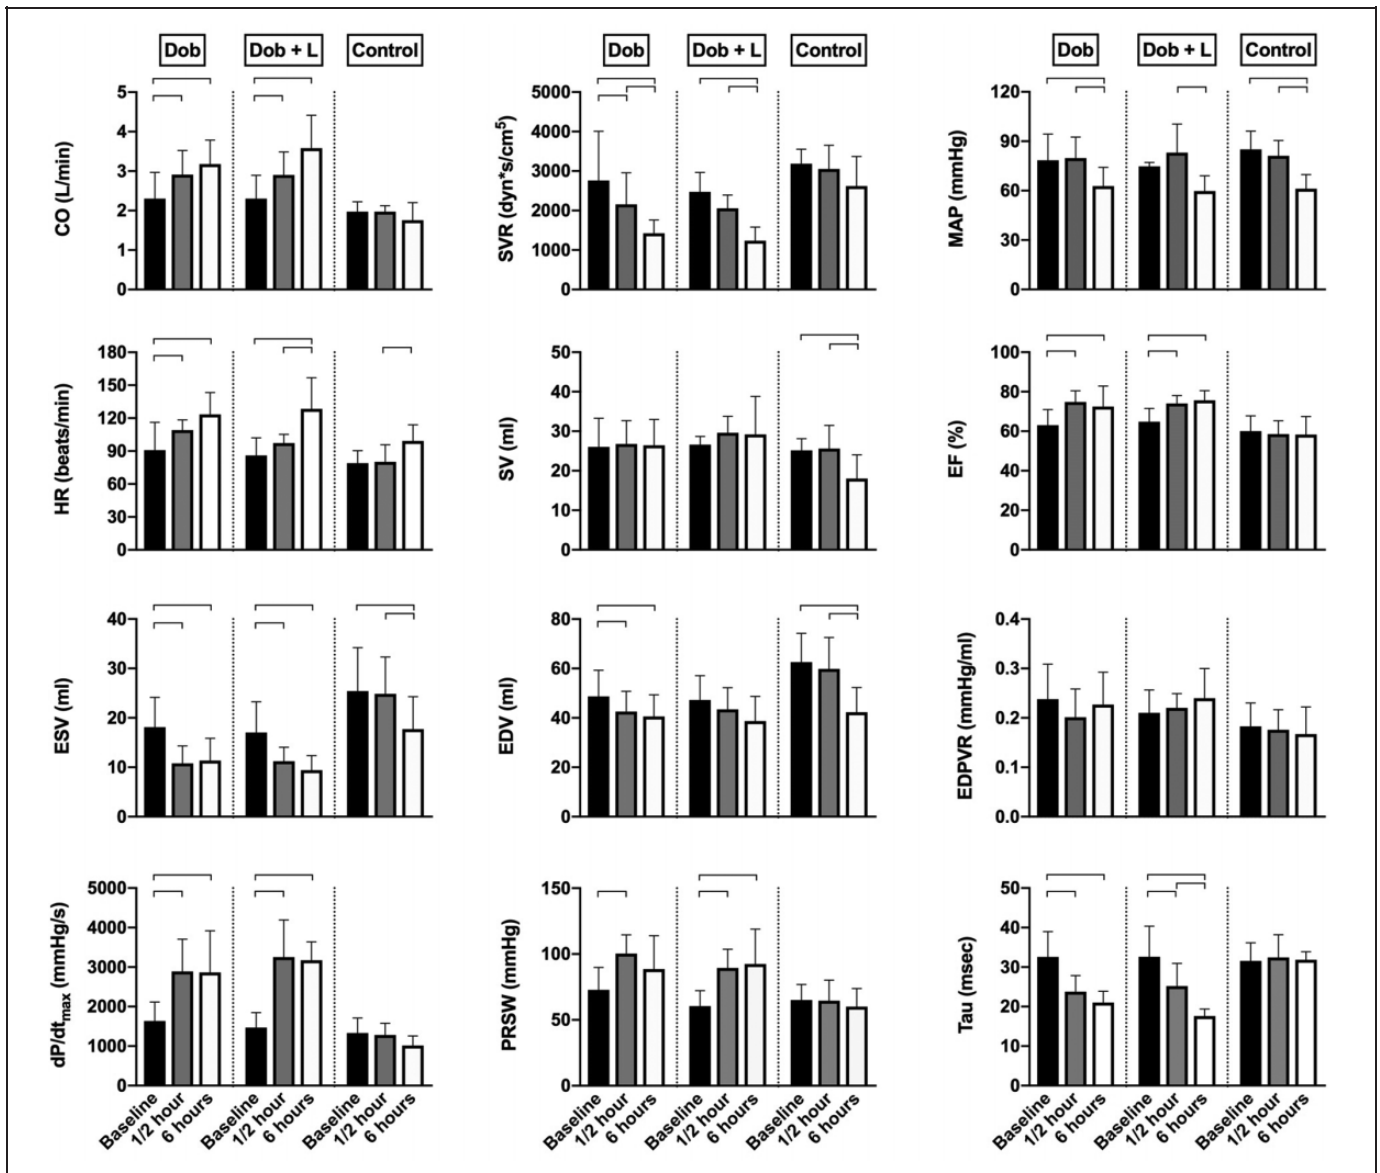 Dob Dob + L Control
Dob Dob + L Control
Dob Dob + L Control
CO (L/min)
5
4
3
2
1
0
SVR (dyn*s/cm⁵)
5000
4000
3000
2000
1000
0
MAP (mmHg)
120
90
60
30
0
HR (beats/min)
180
150
120
90
60
30
0
SV (ml)
50
40
30
20
10
0
EF (%)
100
80
60
40
20
0
ESV (ml)
40
30
20
10
0
EDV (ml)
80
60
40
20
0
EDPVR (mmHg/ml)
0.4
0.3
0.2
0.1
0.0
dP/dtmax (mmHg/s)
5000
4000
3000
2000
1000
0
Baseline
1/2 hour
6 hours
Baseline
1/2 hour
6 hours
Baseline
1/2 hour
6 hours
PRSW (mmHg)
150
100
50
0
Baseline
1/2 hour
6 hours
Baseline
1/2 hour
6 hours
Baseline
1/2 hour
6 hours
Tau (msec)
50
40
30
20
10
0
Baseline
1/2 hour
6 hours
Baseline
1/2 hour
6 hours
Baseline
1/2 hour
6 hours